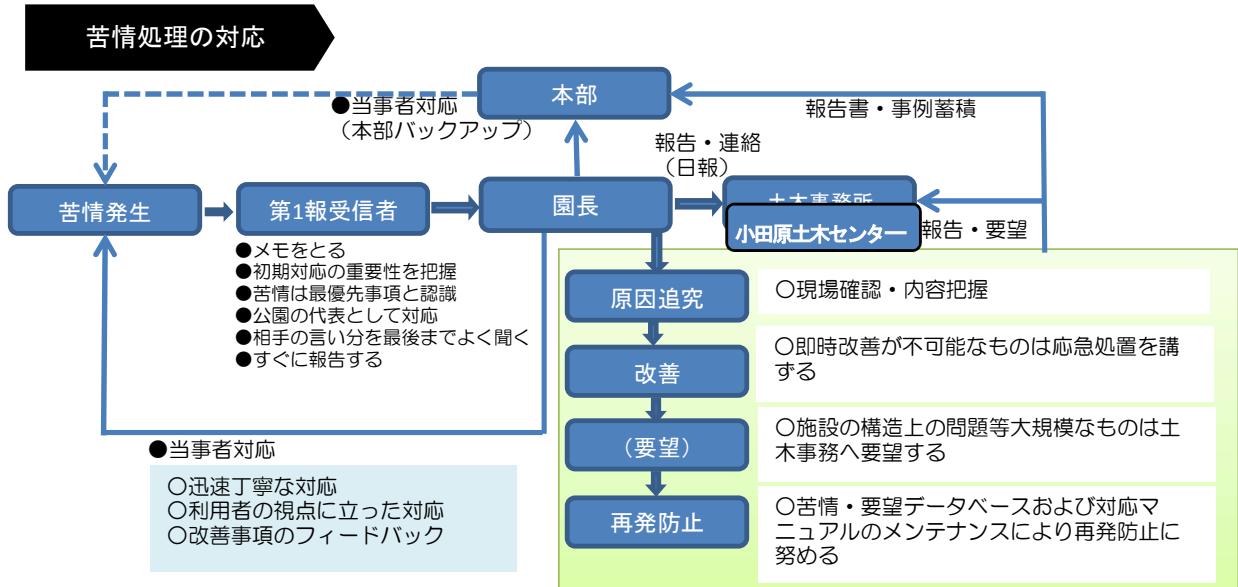 苦情処理の対応
本部
●当事者対応
（本部バックアップ）
報告書・事例蓄積
報告・連絡
（日報）
苦情発生
第1報受信者
園長
土木事務所
小田原土木センター
報告・要望
●メモをとる
●初期対応の重要性を把握
●苦情は最優先事項と認識
●公園の代表として対応
●相手の言い分を最後までよく聞く
●すぐに報告する
原因追究
〇現場確認・内容把握
改善
〇即時改善が不可能なものは応急処置を講
ずる
（要望）
〇施設の構造上の問題等大規模なものは土
木事務へ要望する
再発防止
〇苦情・要望データベースおよび対応マ
ニュアルのメンテナンスにより再発防止に
努める
●当事者対応
〇迅速丁寧な対応
〇利用者の視点に立った対応
〇改善事項のフィードバック